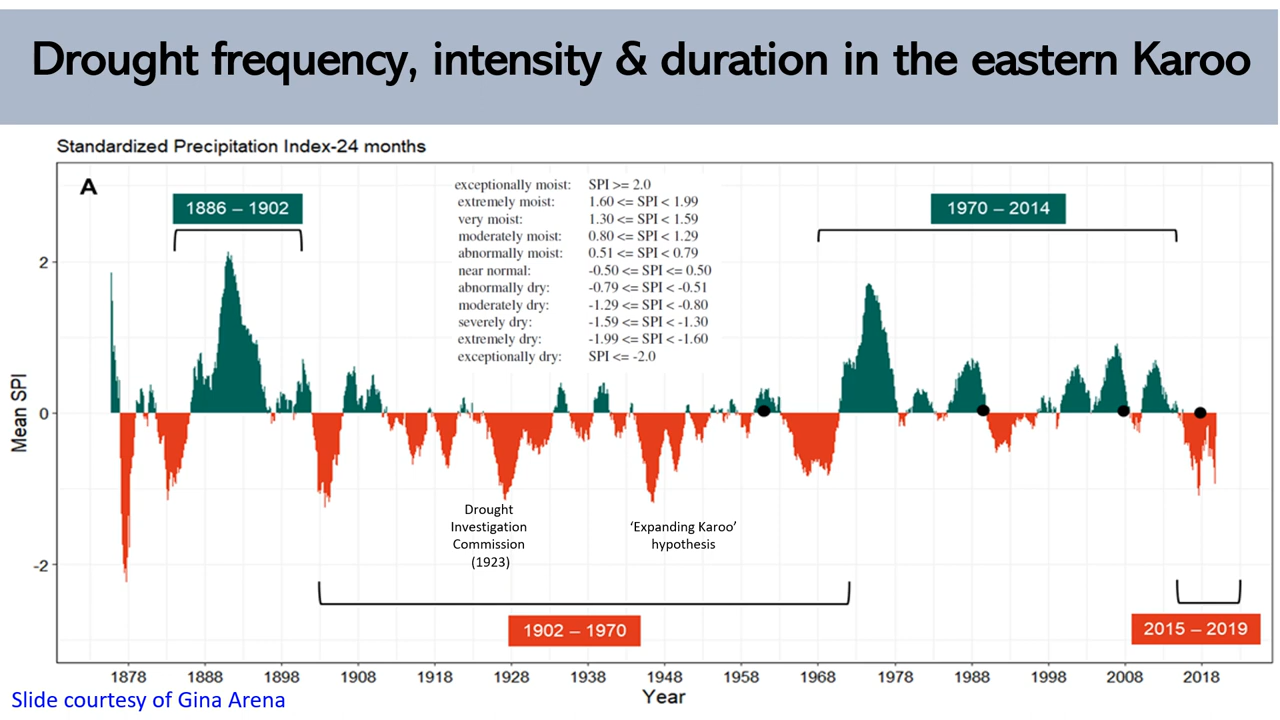 Drought frequency, intensity & duration in the eastern Karoo
Standardized Precipitation Index-24 months
A
1886 – 1902
exceptionally moist: SPI >= 2.0
extremely moist: 1.60 <= SPI < 1.99
very moist: 1.30 <= SPI < 1.59
moderately moist: 0.80 <= SPI < 1.29
abnormally moist: 0.51 <= SPI < 0.79
near normal: -0.50 <= SPI <= 0.50
abnormally dry: -0.79 <= SPI < -0.51
moderately dry: -1.29 <= SPI < -0.80
severely dry: -1.59 <= SPI < -1.30
extremely dry: -1.99 <= SPI < -1.60
exceptionally dry: SPI <= -2.0
1970 – 2014
2
0
-2
Mean SPI
Drought
Investigation
Commission
(1923)
‘Expanding Karoo’
hypothesis
1902 – 1970
2015 – 2019
1878 1888 1898 1908 1918 1928 1938 1948 1958 1968 1978 1988 1998 2008 2018
Year
Slide courtesy of Gina Arena